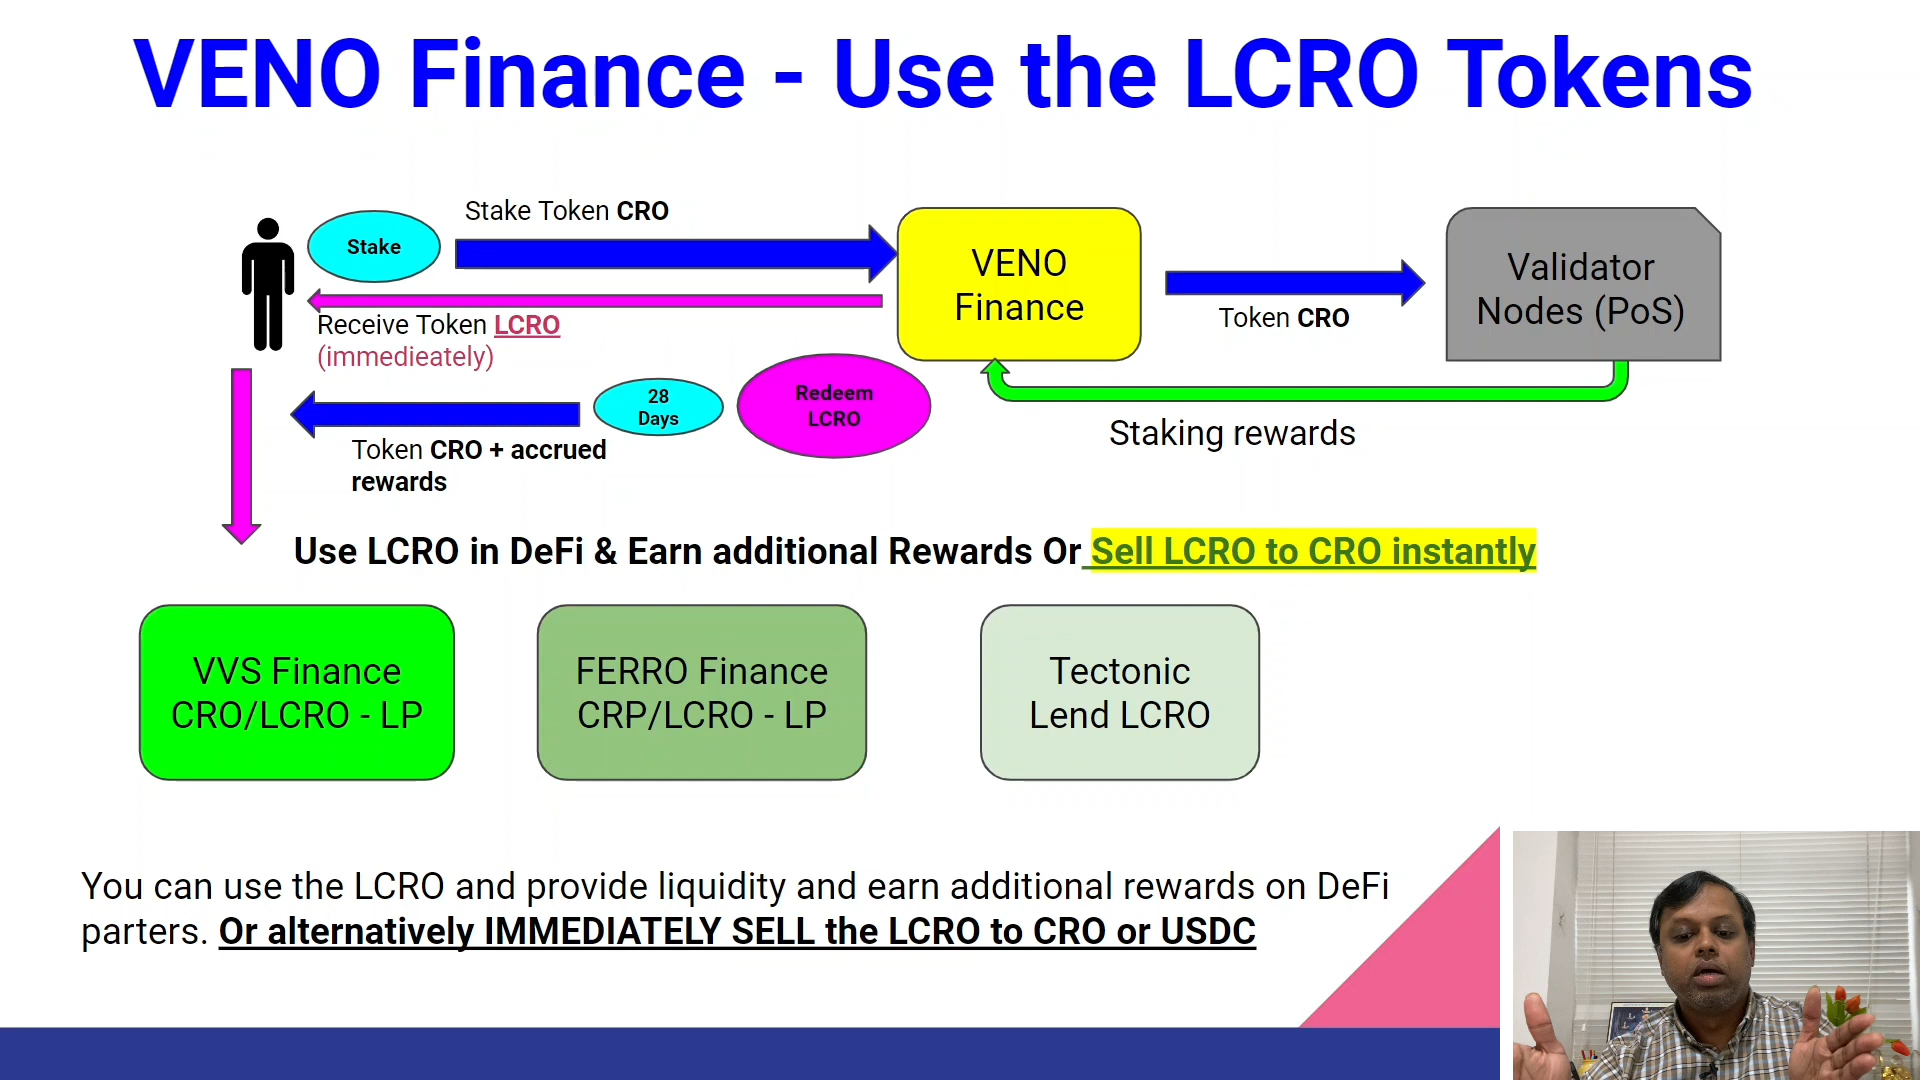 VENO Finance - Use the LCRO Tokens
Stake
Stake Token CRO
VENO
Finance
Validator
Nodes (PoS)
Token CRO
Receive Token LCRO
(immedieately)
28
Days
Redeem
LCRO
Token CRO + accrued
rewards
Staking rewards
Use LCRO in DeFi & Earn additional Rewards Or Sell LCRO to CRO instantly
VVS Finance
CRO/LCRO - LP
FERRO Finance
CRP/LCRO - LP
Tectonic
Lend LCRO
You can use the LCRO and provide liquidity and earn additional rewards on DeFi
parters. Or alternatively IMMEDIATELY SELL the LCRO to CRO or USDC